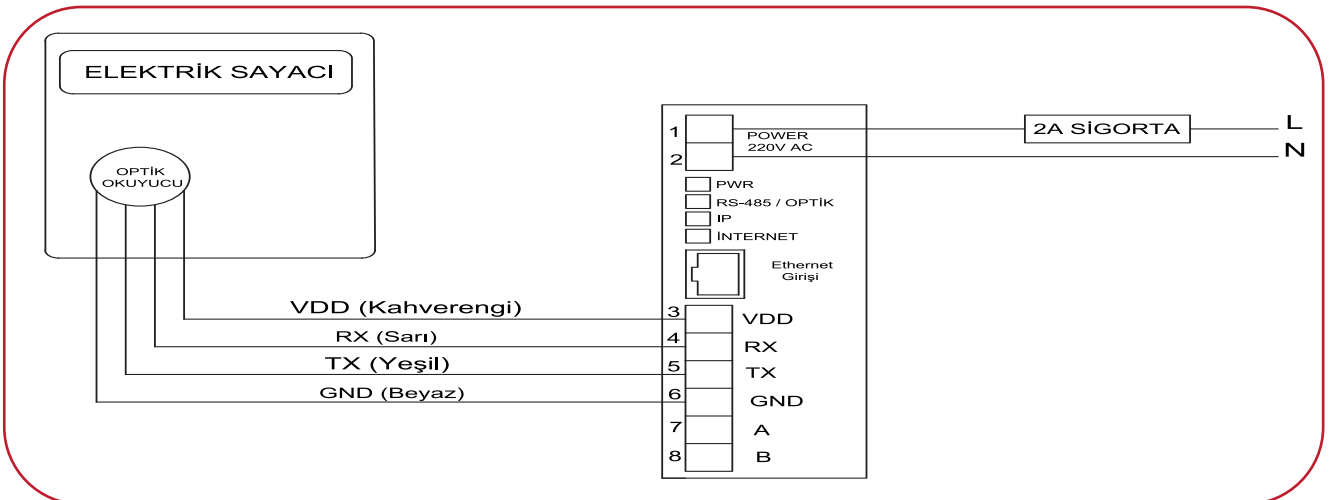 ELEKTRİK SAYACI
OPTİK
OKUYUCU
VDD (Kahverengi)
RX (Sarı)
TX (Yeşil)
GND (Beyaz)
1
2
POWER
220V AC
2A SİGORTA
L
N
PWR
RS-485 / OPTİK
IP
İNTERNET
Ethernet
Girişi
3 VDD
4 RX
5 TX
6 GND
7 A
8 B